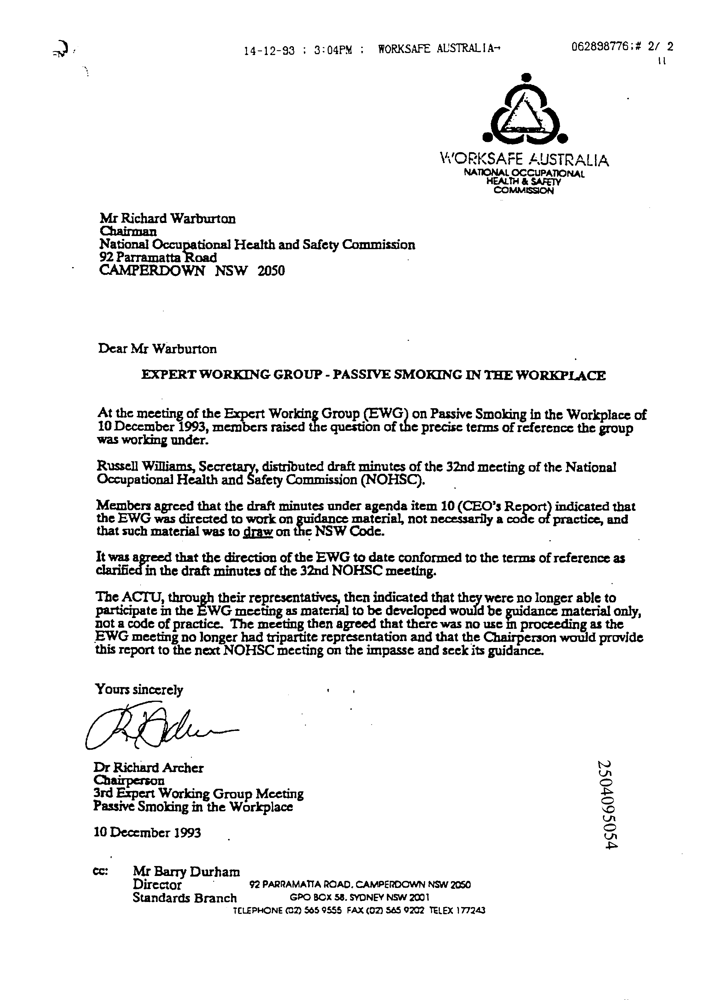 14-12-93 ; 3:04PM ; WORKSAFE AUSTRALIA→ 062898776;# 2/ 2
11
WORKSAFE AUSTRALIA
NATIONAL OCCUPATIONAL
HEALTH & SAFETY
COMMISSION
Mr Richard Warburton
Chairman
National Occupational Health and Safety Commission
92 Parramatta Road
CAMPERDOWN NSW 2050
Dear Mr Warburton
EXPERT WORKING GROUP - PASSIVE SMOKING IN THE WORKPLACE
At the meeting of the Expert Working Group (EWG) on Passive Smoking in the Workplace of
10 December 1993, members raised the question of the precise terms of reference the group
was working under.
Russell Williams, Secretary, distributed draft minutes of the 32nd meeting of the National
Occupational Health and Safety Commission (NOHSC).
Members agreed that the draft minutes under agenda item 10 (CEO's Report) indicated that
the EWG was directed to work on guidance material, not necessarily a code of practice, and
that such material was to draw on the NSW Code.
It was agreed that the direction of the EWG to date conformed to the terms of reference as
clarified in the draft minutes of the 32nd NOHSC meeting.
The ACTU, through their representatives, then indicated that they were no longer able to
participate in the EWG meeting as material to be developed would be guidance material only,
not a code of practice. The meeting then agreed that there was no use in proceeding as the
EWG meeting no longer had tripartite representation and that the Chairperson would provide
this report to the next NOHSC meeting on the impasse and seek its guidance.
Yours sincerely
Dr Richard Archer
Chairperson
3rd Expert Working Group Meeting
Passive Smoking in the Workplace
10 December 1993
2504095054
cc: Mr Barry Durham
Director
Standards Branch
92 PARRAMATTA ROAD, CAMPERDOWN NSW 2050
GPO BOX 58, SYDNEY NSW 2001
TELEPHONE (02) 565 9555 FAX (02) 565 9202 TELEX 177243